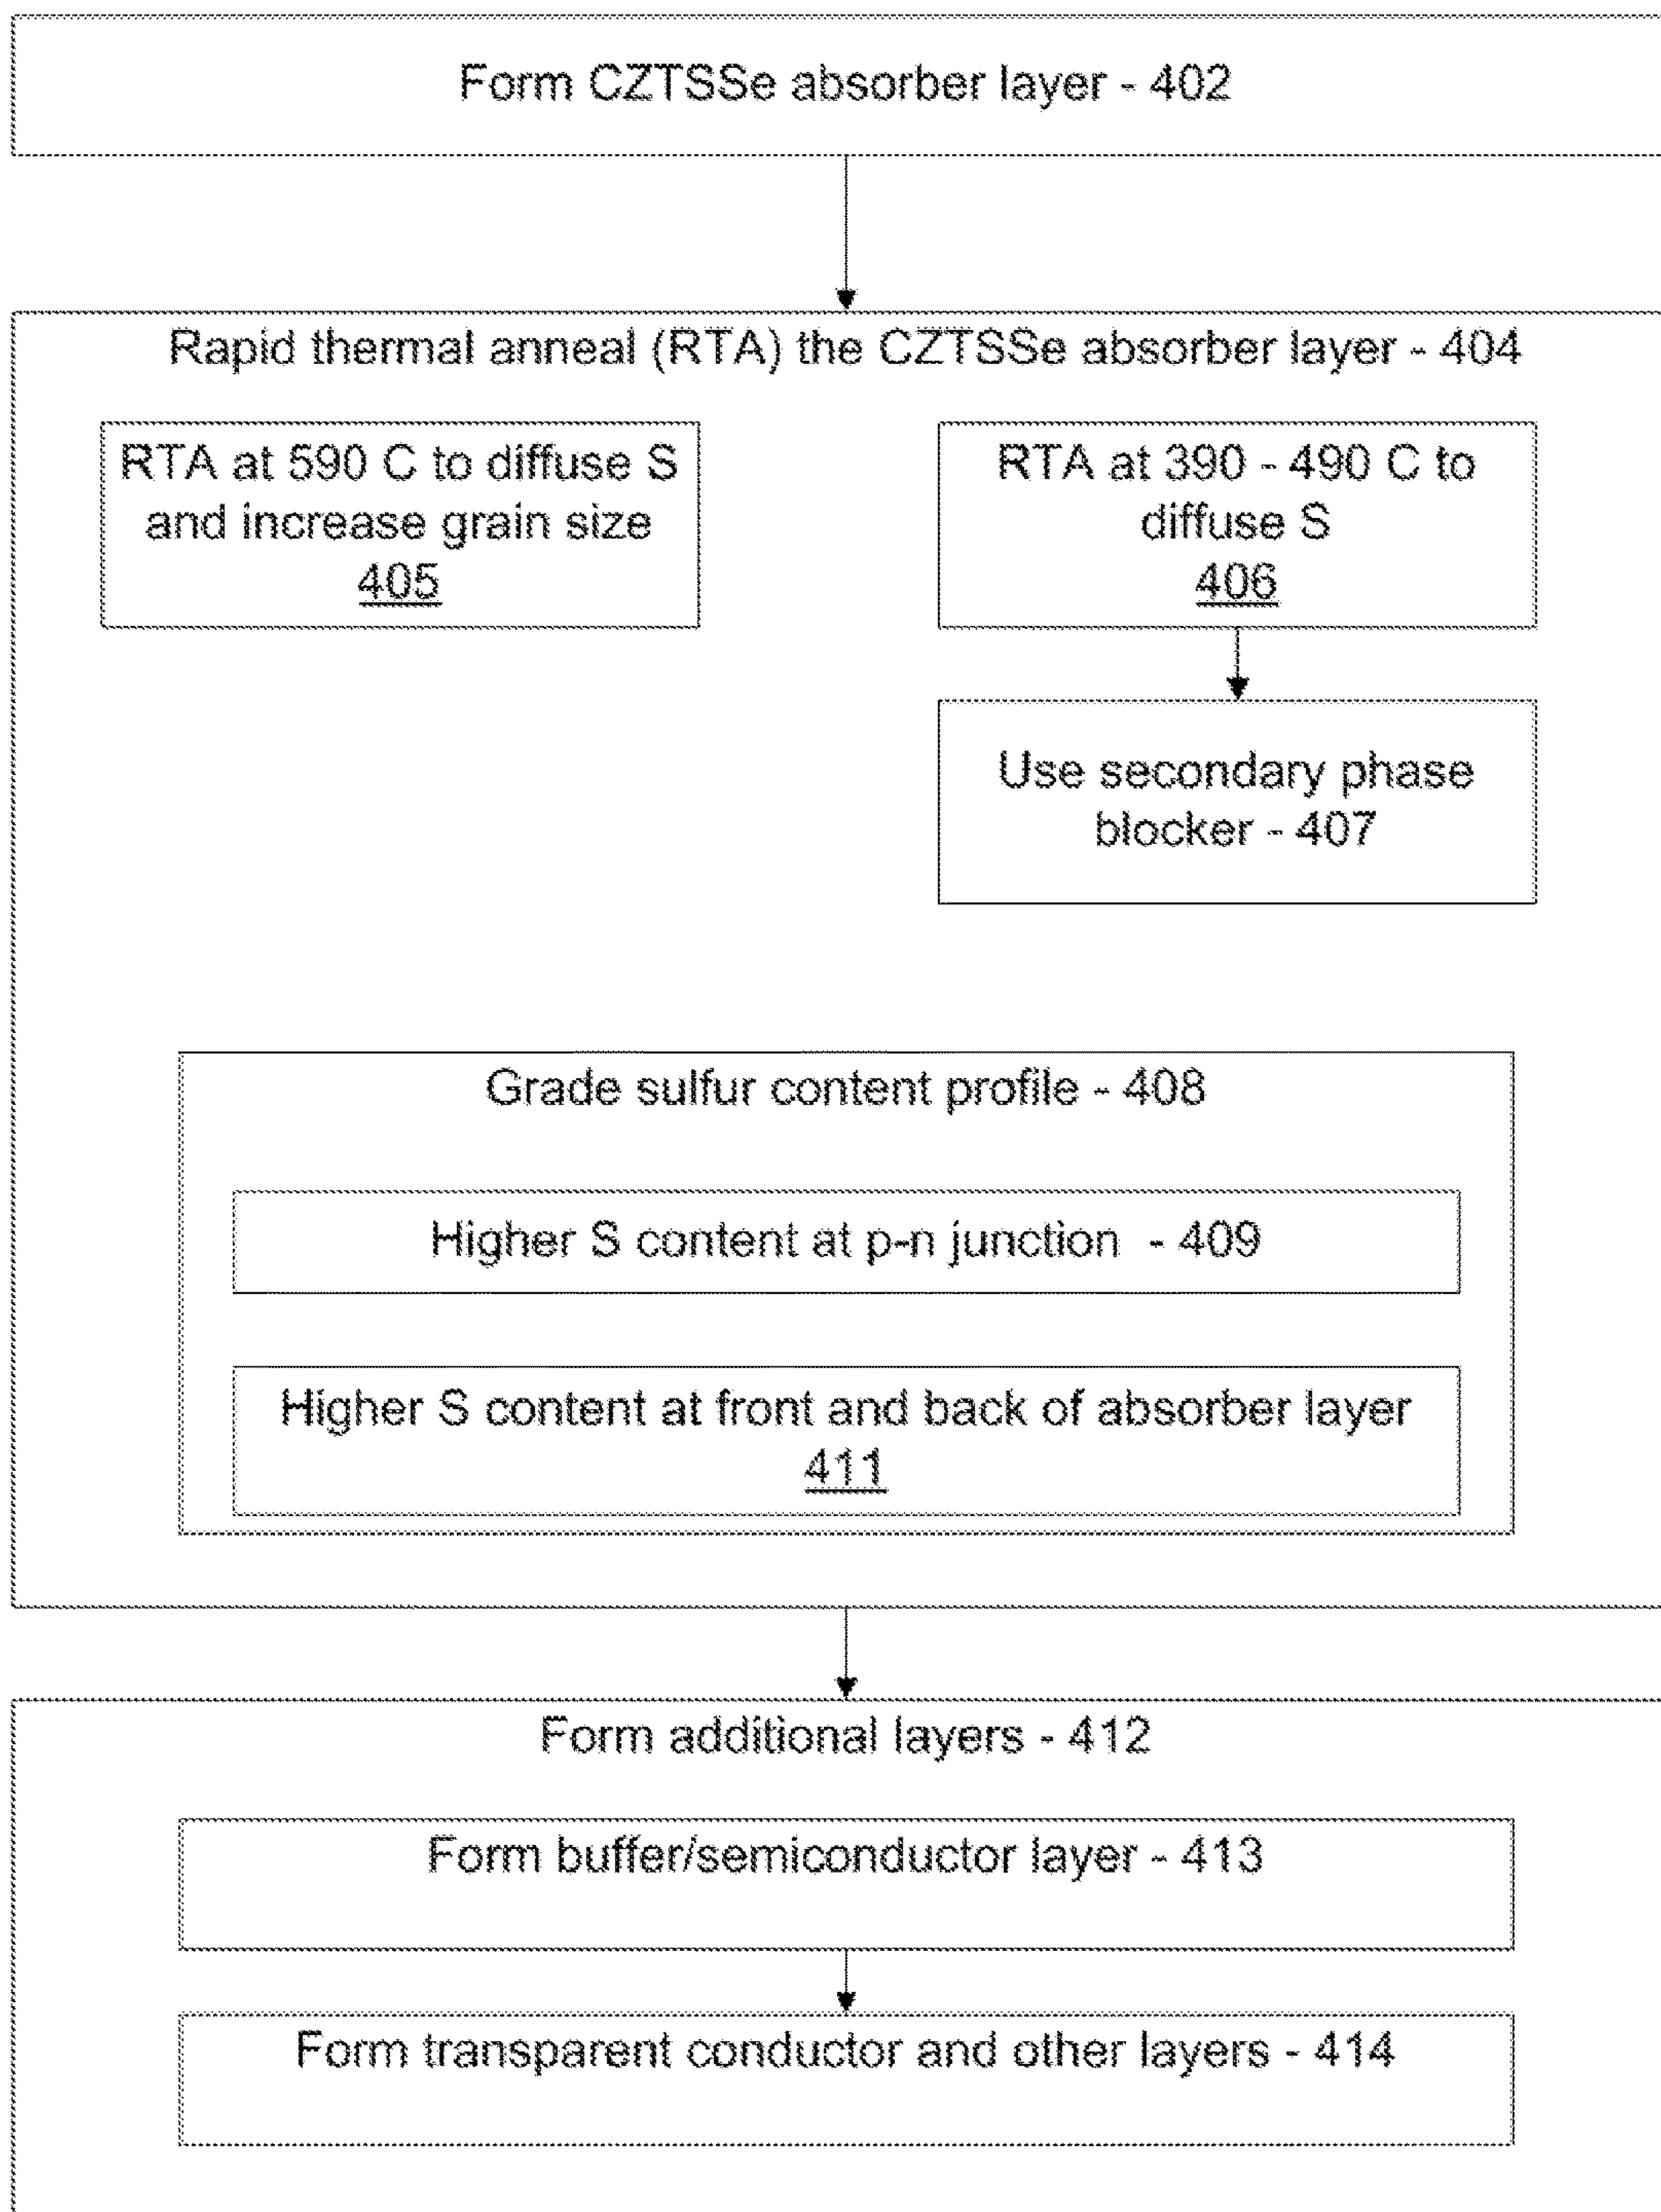 Form CZTSSe absorber layer - 402
Rapid thermal anneal (RTA) the CZTSSe absorber layer - 404
RTA at 590 C to diffuse S
and increase grain size
405
RTA at 390 - 490 C to
diffuse S
406
Use secondary phase
blocker - 407
Grade sulfur content profile - 408
Higher S content at p-n junction - 409
Higher S content at front and back of absorber layer
411
Form additional layers - 412
Form buffer/semiconductor layer - 413
Form transparent conductor and other layers - 414